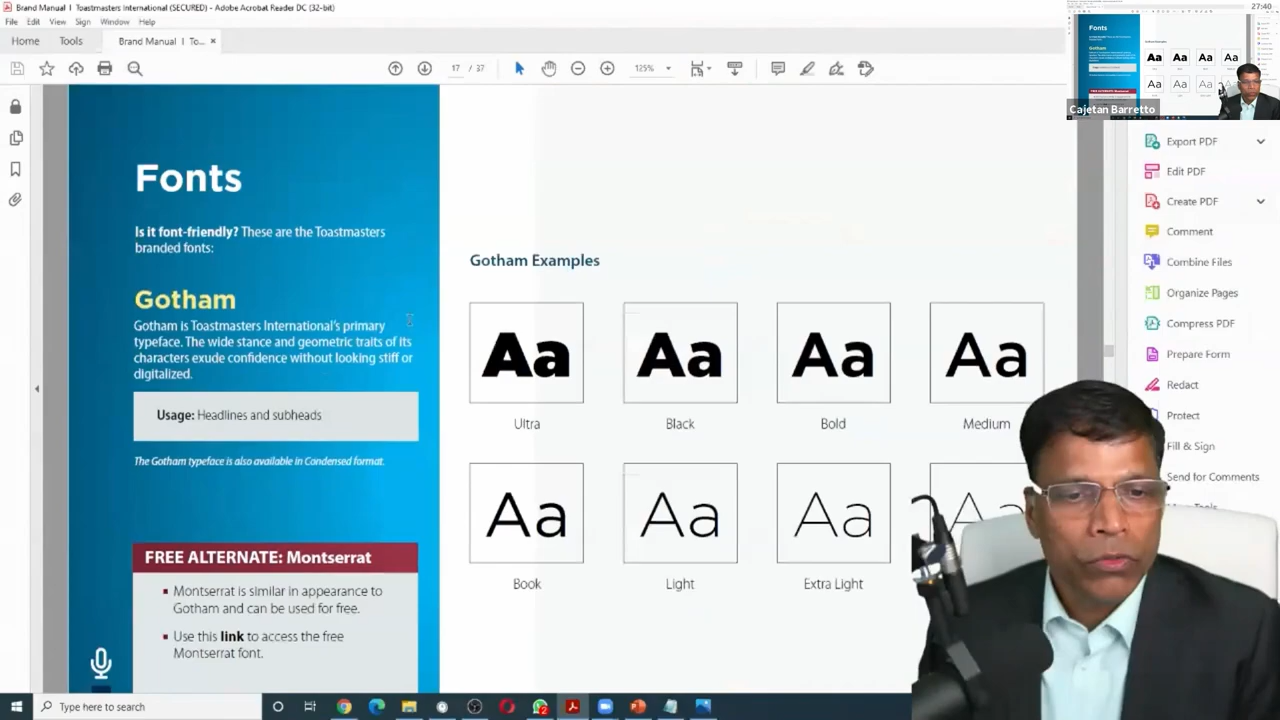 Brand Manual I Toastmasters International (SECURED) - Adobe Acrobat Reader DC (32-bit)
27:40
File Edit View Sign Window Help
Home Tools Brand Manual I To... ×
Cajetan Barretto
Fonts
Is it font-friendly? These are the Toastmasters
branded fonts:
Gotham
Gotham is Toastmasters International's primary
typeface. The wide stance and geometric traits of its
characters exude confidence without looking stiff or
digitalized.
Usage: Headlines and subheads
The Gotham typeface is also available in Condensed format.
FREE ALTERNATE: Montserrat
Montserrat is similar in appearance to
Gotham and can be used for free.
Use this link to access the free
Montserrat font.
Gotham Examples
Aa Aa Aa Aa
Ultra Black Bold Medium
Aa Aa Aa Aa
Book Light Extra Light
Export PDF
Edit PDF
Create PDF
Comment
Combine Files
Organize Pages
Compress PDF
Prepare Form
Redact
Protect
Fill & Sign
Send for Comments
Type here to search